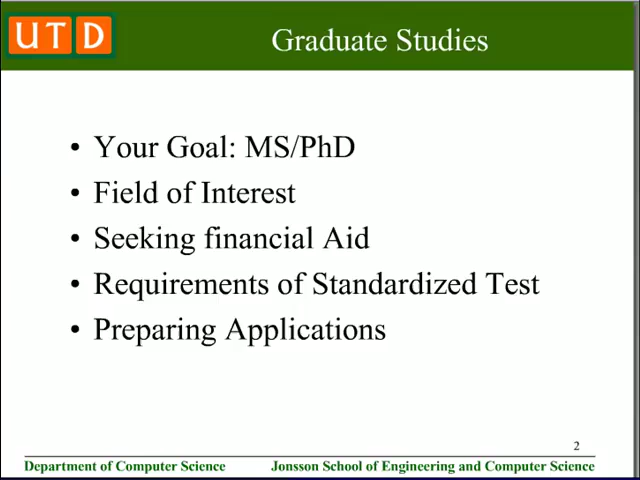 UTD
Graduate Studies
• Your Goal: MS/PhD
• Field of Interest
• Seeking financial Aid
• Requirements of Standardized Test
• Preparing Applications
2
Department of Computer Science Jonsson School of Engineering and Computer Science